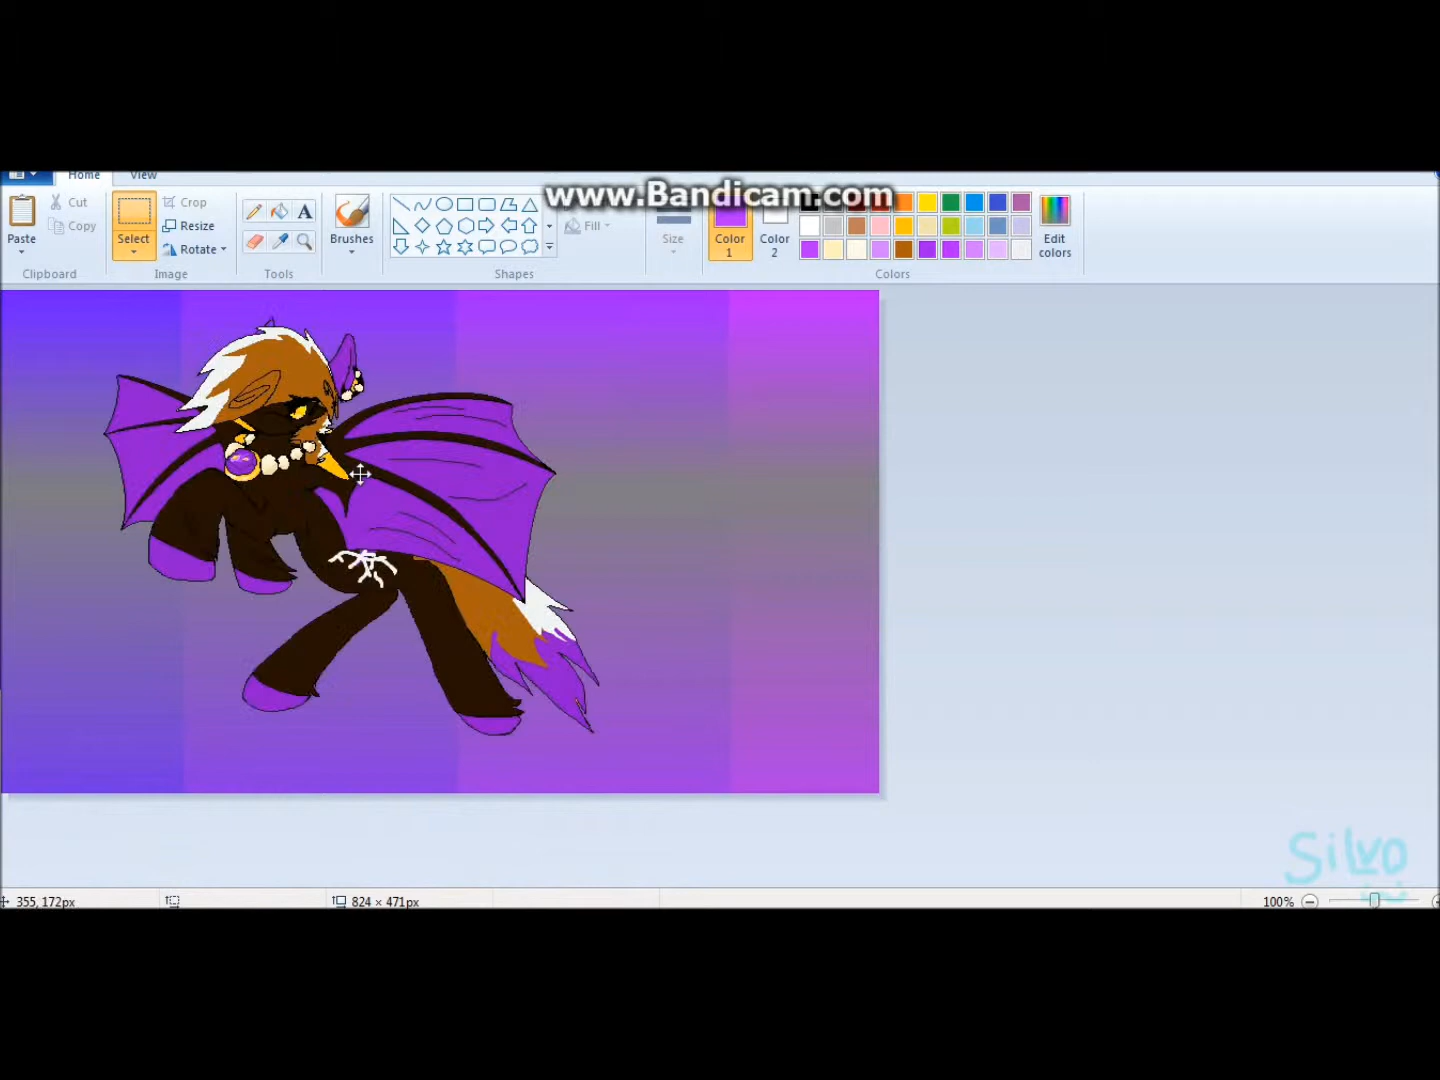 www.Bandicam.com
Home View
Paste
Cut
Copy
Clipboard
Select
Crop
Resize
Rotate
Image
A
Tools
Brushes
Fill
Shapes
Size
Color 1
Color 2
Edit colors
Colors
Silvo
355, 172px
824 × 471px
100%